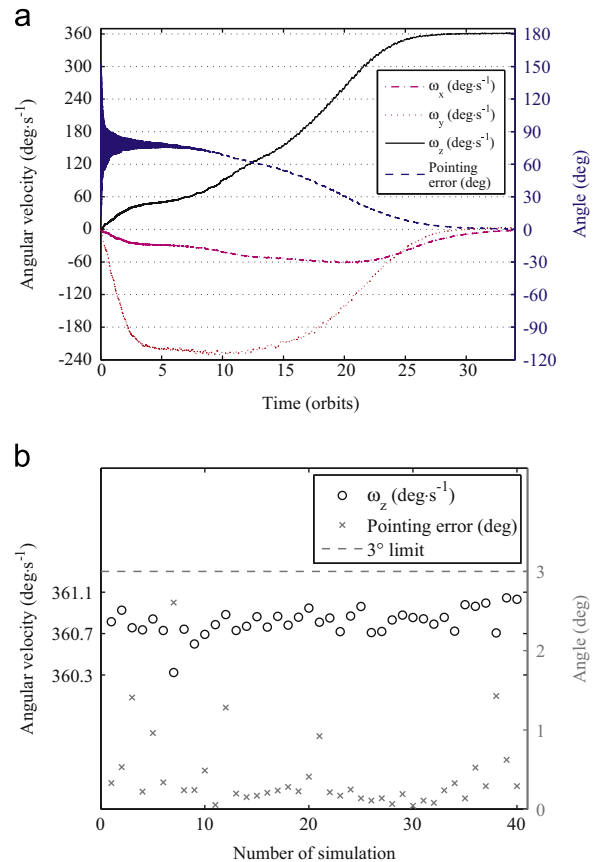 a
360
300
240
180
120
60
0
-60
-120
-180
-240
Angular velocity (deg·s⁻¹)
180
150
120
90
60
30
0
-30
-60
-90
-120
Angle (deg)
ω_x (deg·s⁻¹)
ω_y (deg·s⁻¹)
ω_z (deg·s⁻¹)
Pointing
error (deg)
0 5 10 15 20 25 30
Time (orbits)
b
ω_z (deg·s⁻¹)
Pointing error (deg)
3° limit
361.1
360.7
360.3
Angular velocity (deg·s⁻¹)
3
2
1
0
Angle (deg)
0 10 20 30 40
Number of simulation